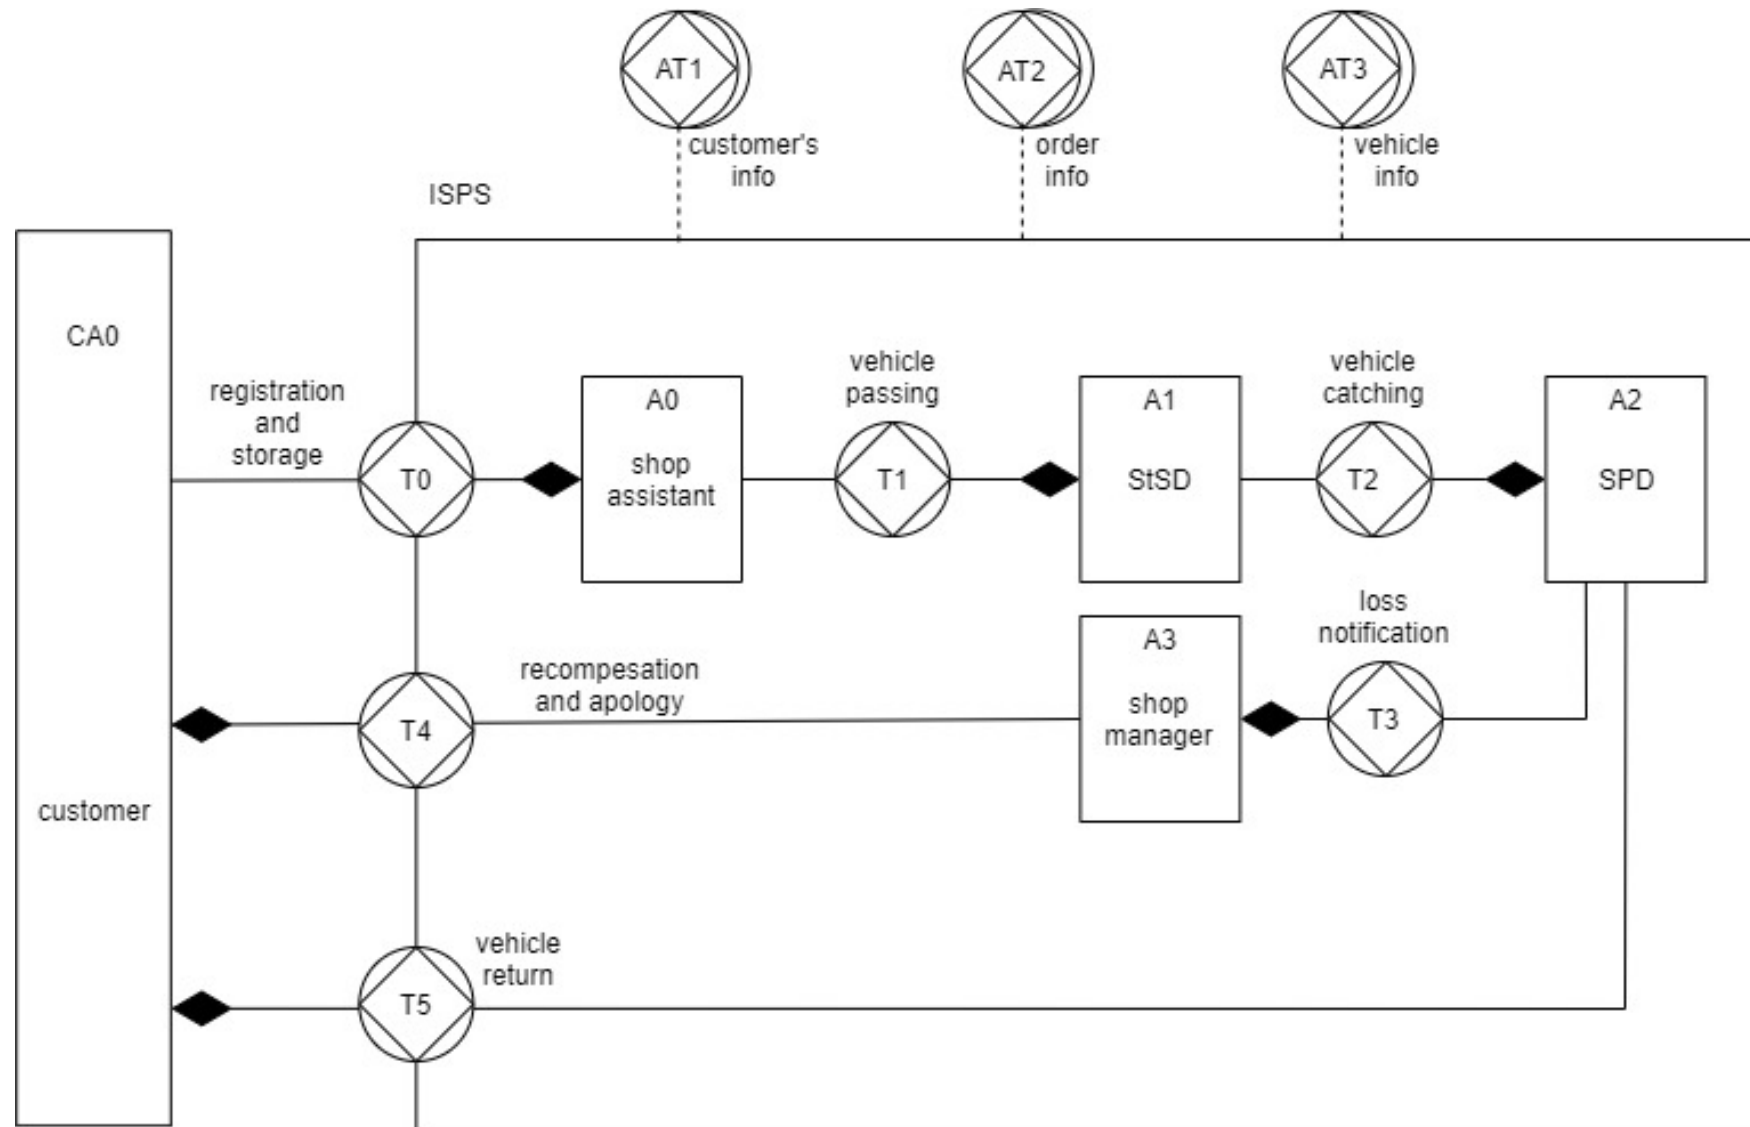 AT1
AT2
AT3
customer's
info
order
info
vehicle
info
ISPS
CA0
customer
registration
and
storage
T0
A0
shop
assistant
vehicle
passing
T1
A1
StSD
vehicle
catching
T2
A2
SPD
loss
notification
T3
A3
shop
manager
recompesation
and apology
T4
vehicle
return
T5